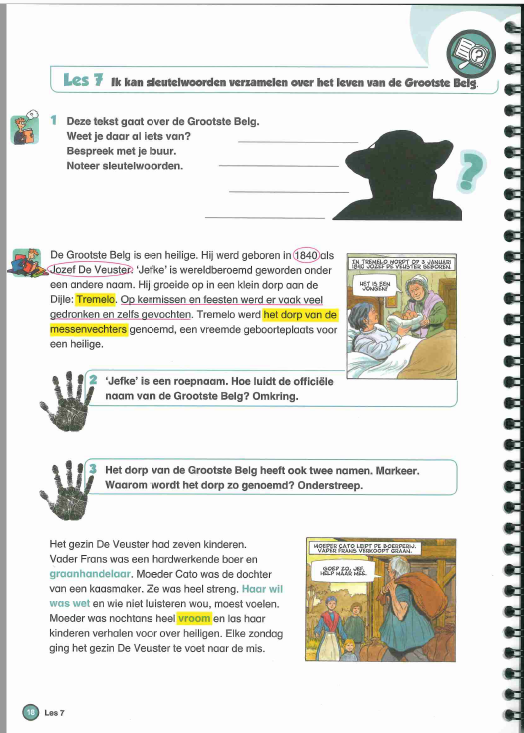 Les 7 Ik kan sleutelwoorden verzamelen over het leven van de Grootste Belg.
1 Deze tekst gaat over de Grootste Belg.
Weet je daar al iets van?
Bespreek met je buur.
Noteer sleutelwoorden.
?
De Grootste Belg is een heilige. Hij werd geboren in 1840 als
Jozef De Veuster. 'Jefke' is wereldberoemd geworden onder
een andere naam. Hij groeide op in een klein dorp aan de
Dijle: Tremelo. Op kermissen en feesten werd er vaak veel
gedronken en zelfs gevochten. Tremelo werd het dorp van de
messenvechters genoemd, een vreemde geboorteplaats voor
een heilige.
IN TREMELO WORDT OP 3 JANUARI
1840 JOZEF DE VEUSTER GEBOREN.
HET IS EEN
JONGEN!
2 'Jefke' is een roepnaam. Hoe luidt de officiële
naam van de Grootste Belg? Omkring.
3 Het dorp van de Grootste Belg heeft ook twee namen. Markeer.
Waarom wordt het dorp zo genoemd? Onderstreep.
Het gezin De Veuster had zeven kinderen.
Vader Frans was een hardwerkende boer en
graanhandelaar. Moeder Cato was de dochter
van een kaasmaker. Ze was heel streng. Haar wil
was wet en wie niet luisteren wou, moest voelen.
Moeder was nochtans heel vroom en las haar
kinderen verhalen voor over heiligen. Elke zondag
ging het gezin De Veuster te voet naar de mis.
MOEDER CATO LEIDT DE BOERDERIJ.
VADER FRANS VERKOOPT GRAAN.
GOED ZO, JEF.
HELP MAAR MEE.
18 Les 7